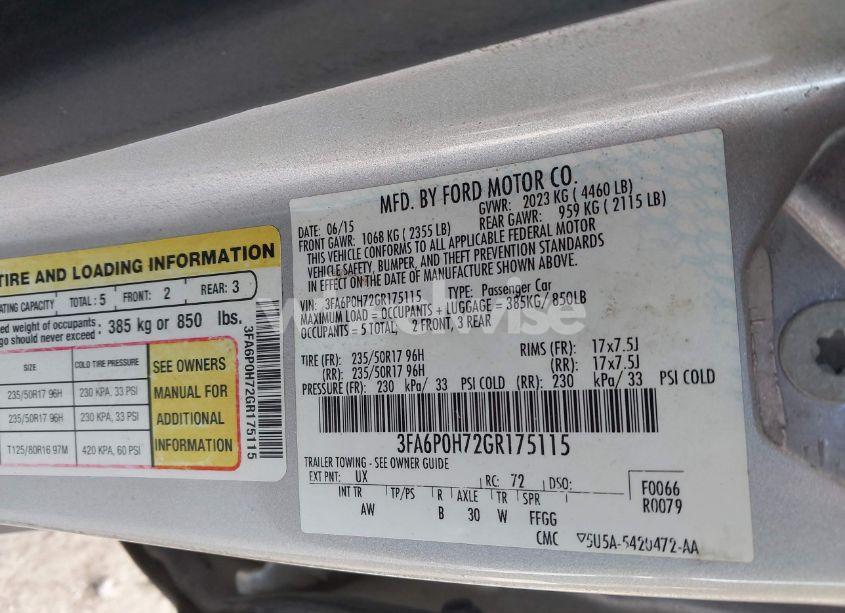 TIRE AND LOADING INFORMATION
TING CAPACITY TOTAL: 5 FRONT: 2 REAR: 3
ed weight of occupants : 385 kg or 850 lbs.
go should never exceed
SIZE COLD TIRE PRESSURE SEE OWNERS MANUAL FOR ADDITIONAL INFORMATION
235/50R17 96H 230 KPA, 33 PSI
235/50R17 96H 230 KPA, 33 PSI
T125/80R16 97M 420 KPA, 60 PSI
3FA6P0H72GR175115
MFD. BY FORD MOTOR CO.
DATE: 06/15 GVWR: 2023 KG ( 4460 LB)
FRONT GAWR: 1068 KG ( 2355 LB) REAR GAWR: 959 KG ( 2115 LB)
THIS VEHICLE CONFORMS TO ALL APPLICABLE FEDERAL MOTOR
VEHICLE SAFETY, BUMPER, AND THEFT PREVENTION STANDARDS
IN EFFECT ON THE DATE OF MANUFACTURE SHOWN ABOVE.
VIN: 3FA6P0H72GR175115 TYPE: Passenger Car
MAXIMUM LOAD = OCCUPANTS + LUGGAGE = 385KG/ 850LB
OCCUPANTS = 5 TOTAL, 2 FRONT, 3 REAR
TIRE (FR): 235/50R17 96H RIMS (FR): 17x7.5J
(RR): 235/50R17 96H (RR): 17x7.5J
PRESSURE (FR): 230 kPa/ 33 PSI COLD (RR): 230 kPa/ 33 PSI COLD
3FA6P0H72GR175115
TRAILER TOWING - SEE OWNER GUIDE
EXT PNT: UX RC: 72 DSO: F0066
INT TR TP/PS R AXLE TR SPR R0079
AW B 30 W FFGG
CMC 5U5A-5420472-AA